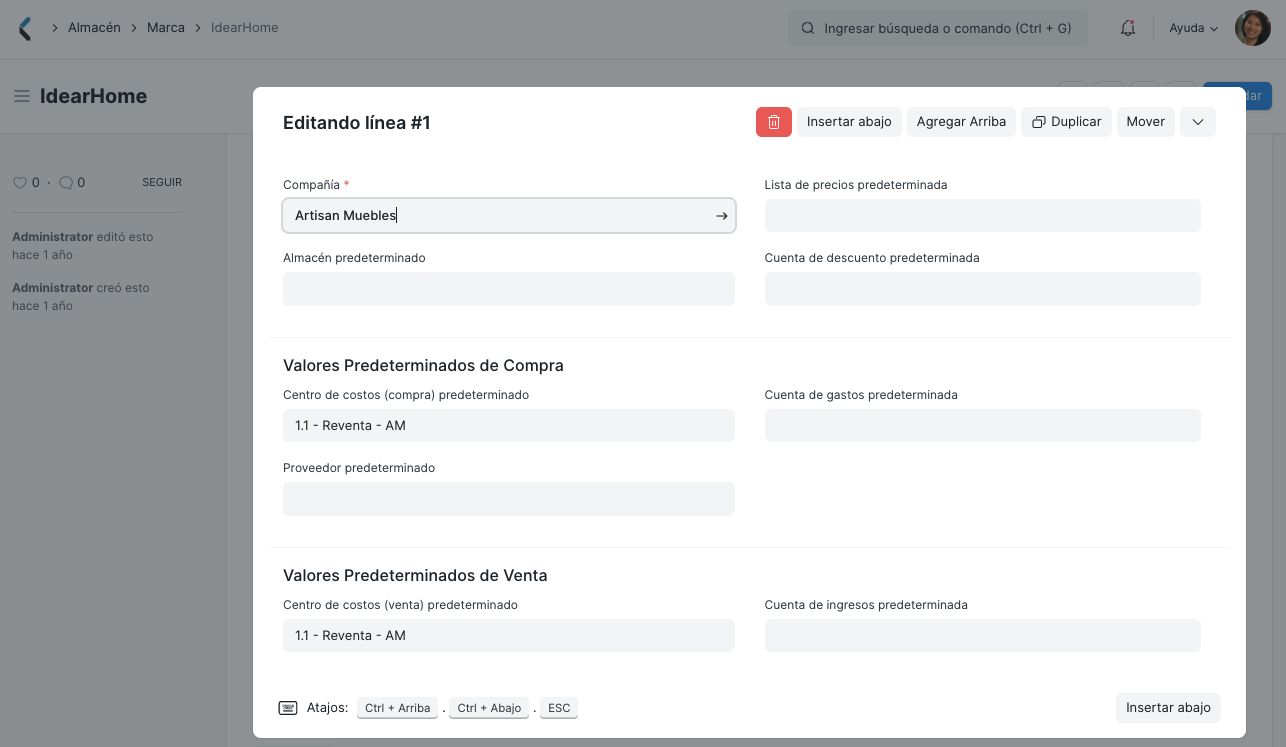 Almacén
Marca
IdearHome
Ingresar búsqueda o comando (Ctrl + G)
Ayuda
IdearHome
dar
0 · 0
SEGUIR
Administrator editó esto
hace 1 año
Administrator creó esto
hace 1 año
Editando línea #1
Insertar abajo
Agregar Arriba
Duplicar
Mover
Compañía *
Artisan Muebles
Lista de precios predeterminada
Almacén predeterminado
Cuenta de descuento predeterminada
Valores Predeterminados de Compra
Centro de costos (compra) predeterminado
1.1 - Reventa - AM
Cuenta de gastos predeterminada
Proveedor predeterminado
Valores Predeterminados de Venta
Centro de costos (venta) predeterminado
1.1 - Reventa - AM
Cuenta de ingresos predeterminada
Atajos: Ctrl + Arriba . Ctrl + Abajo . ESC
Insertar abajo